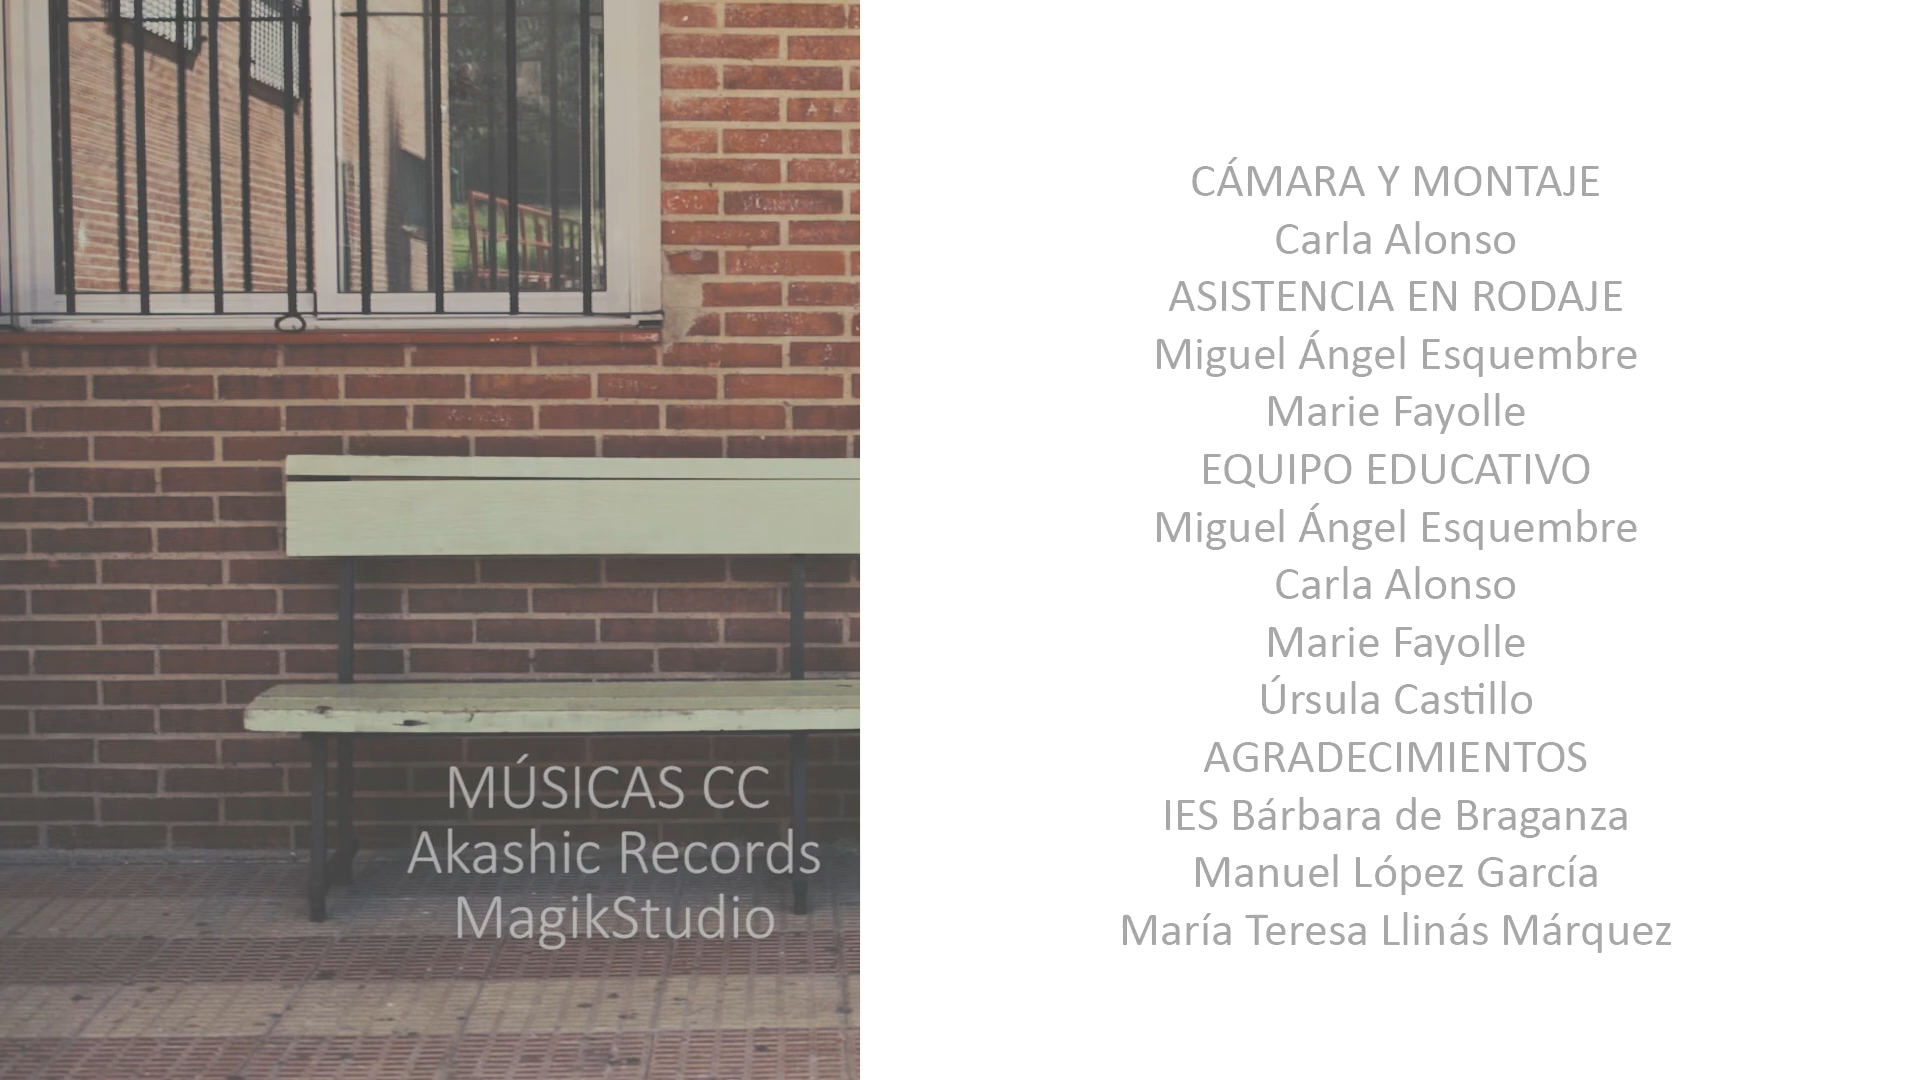 MÚSICAS CC
Akashic Records
MagikStudio
CÁMARA Y MONTAJE
Carla Alonso
ASISTENCIA EN RODAJE
Miguel Ángel Esquembre
Marie Fayolle
EQUIPO EDUCATIVO
Miguel Ángel Esquembre
Carla Alonso
Marie Fayolle
Úrsula Castillo
AGRADECIMIENTOS
IES Bárbara de Braganza
Manuel López García
María Teresa Llinás Márquez